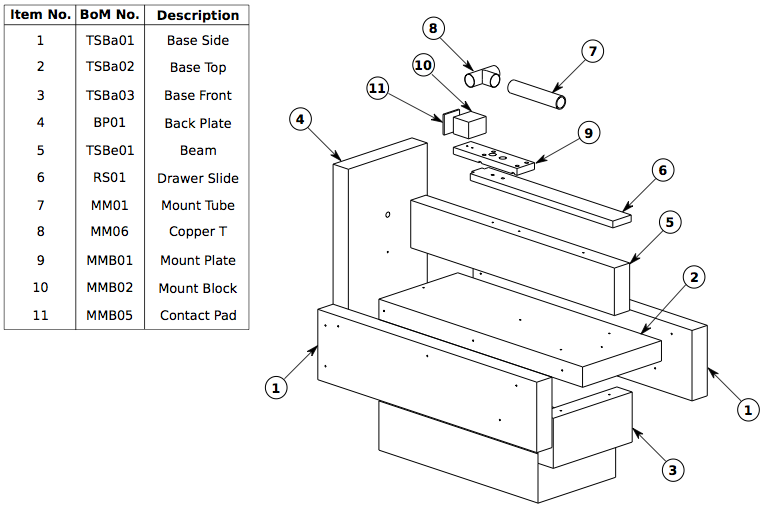 Item No. BoM No. Description
1 TSBa01 Base Side
2 TSBa02 Base Top
3 TSBa03 Base Front
4 BP01 Back Plate
5 TSBe01 Beam
6 RS01 Drawer Slide
7 MM01 Mount Tube
8 MM06 Copper T
9 MMB01 Mount Plate
10 MMB02 Mount Block
11 MMB05 Contact Pad
8
7
10
11
4
9
6
5
2
1
1
3